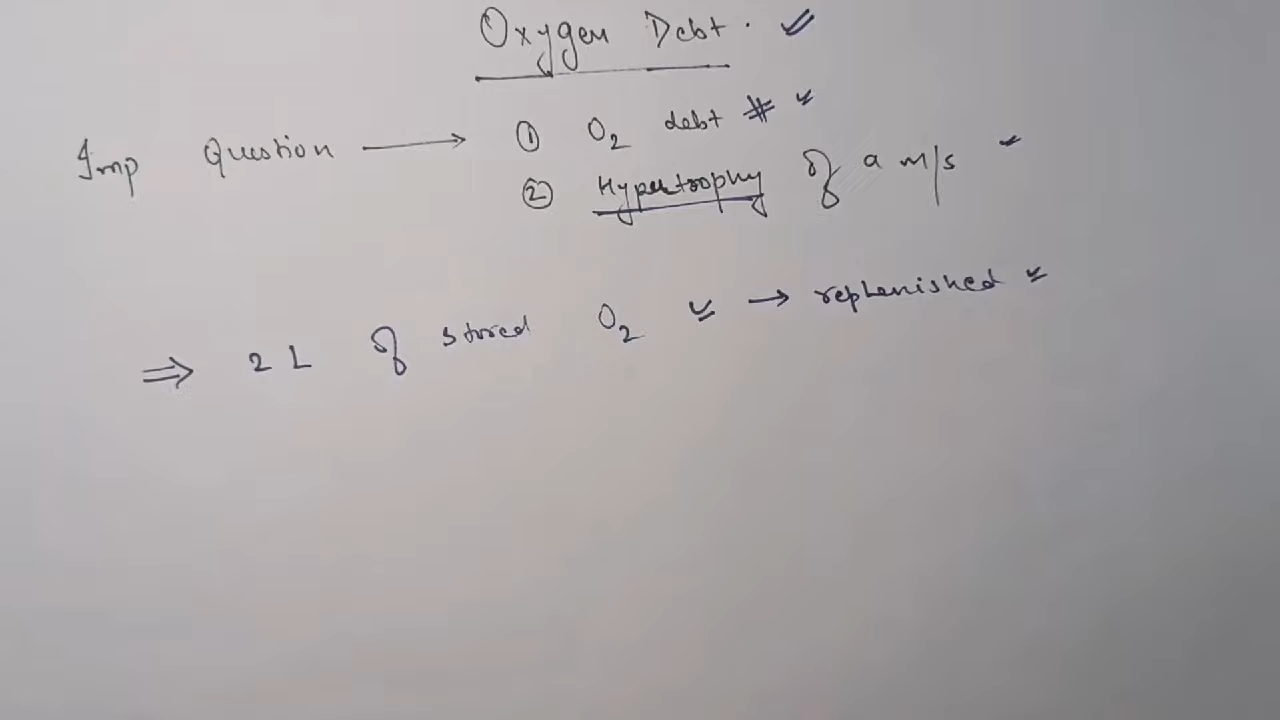 Oxygen Debt.
Imp Question → ① O₂ debt #
② Hypertrophy of a m/s
⇒ 2 L of stored O₂ → replenished